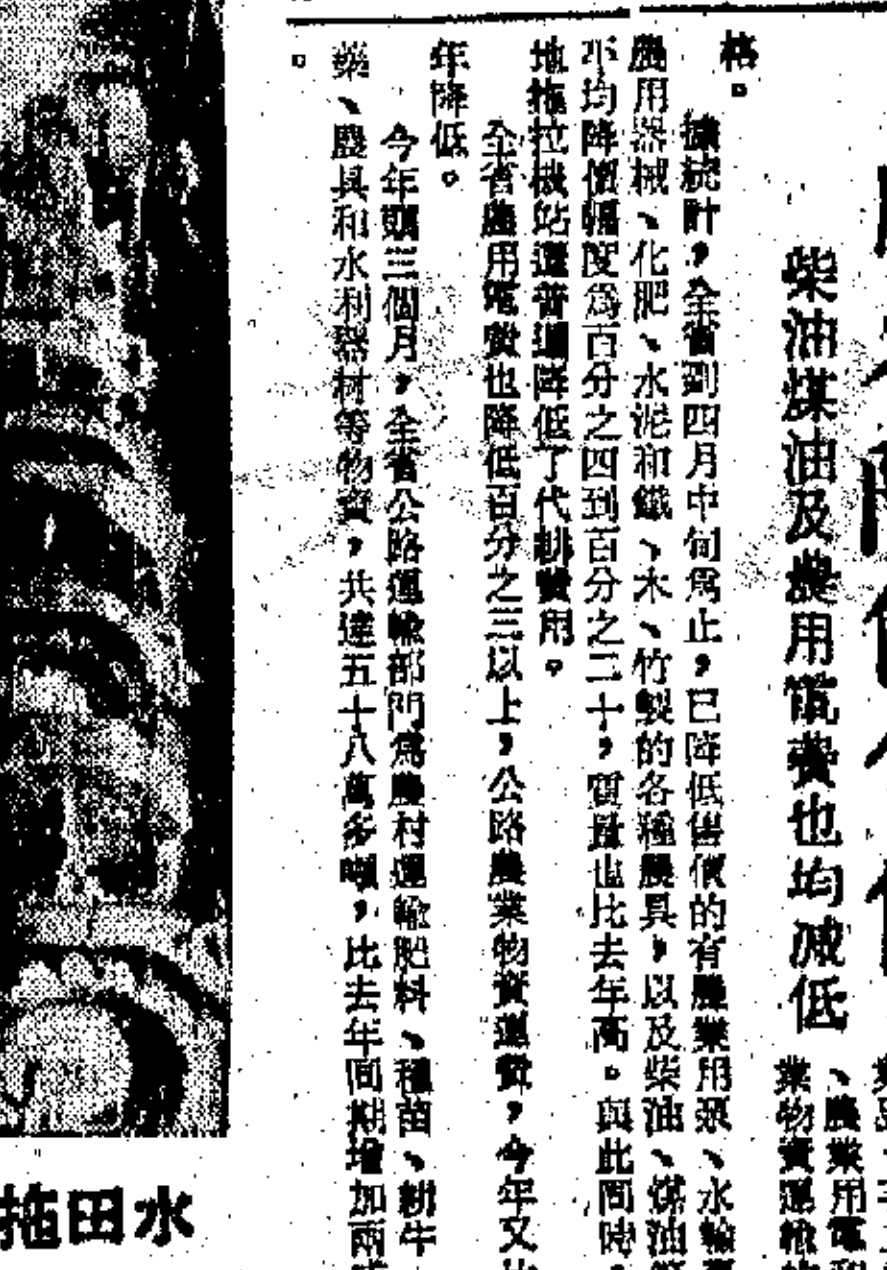 柴油煤油及農用電費也均減低
、農業用電和
業物資運輸
格。
據統計，全省到四月中旬爲止，已降低售價的有農業用泵、水輪
農用器械、化肥、水泥和鐵、木、竹製的各種農具，以及柴油、煤油等
平均降價幅度爲百分之四到百分之二十，質量也比去年高。與此同時，
地拖拉機站還普遍降低了代耕費用。
全省農用電費也降低百分之三以上，公路農業物資運費，今年又比
年降低。
今年頭三個月，全省公路運輸部門爲農村運輸肥料、種苗、耕牛
藥、農具和水利器材等物資，共達五十八萬多噸，比去年同期增加兩成
。
水田拖